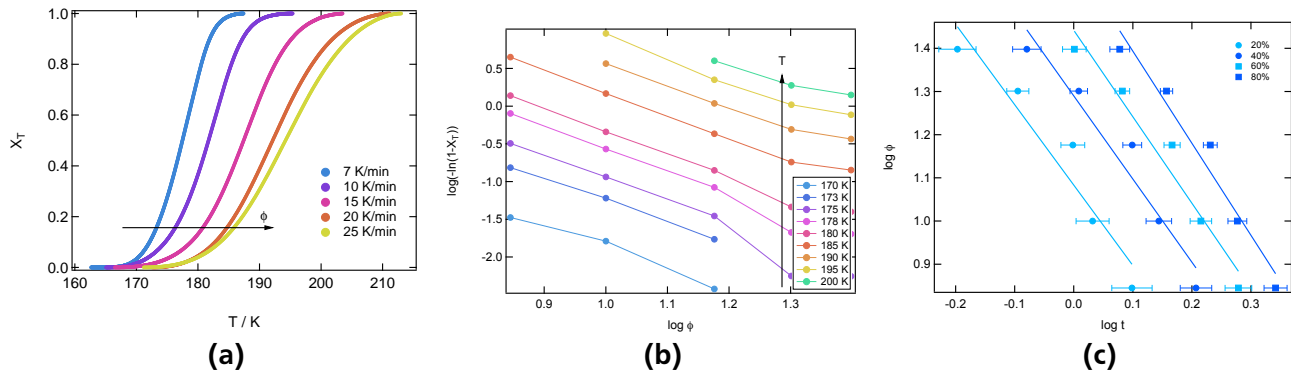 1.0
0.8
0.6
0.4
0.2
0.0
X_T
7 K/min
10 K/min
15 K/min
20 K/min
25 K/min
ϕ
160 170 180 190 200 210
T / K
(a)
0.5
0.0
-0.5
-1.0
-1.5
-2.0
log(-ln(1-X_T))
T
170 K
173 K
175 K
178 K
180 K
185 K
190 K
195 K
200 K
0.9 1.0 1.1 1.2 1.3
log ϕ
(b)
1.4
1.3
1.2
1.1
1.0
0.9
log ϕ
20%
40%
60%
80%
-0.2 -0.1 0.0 0.1 0.2 0.3
log t
(c)